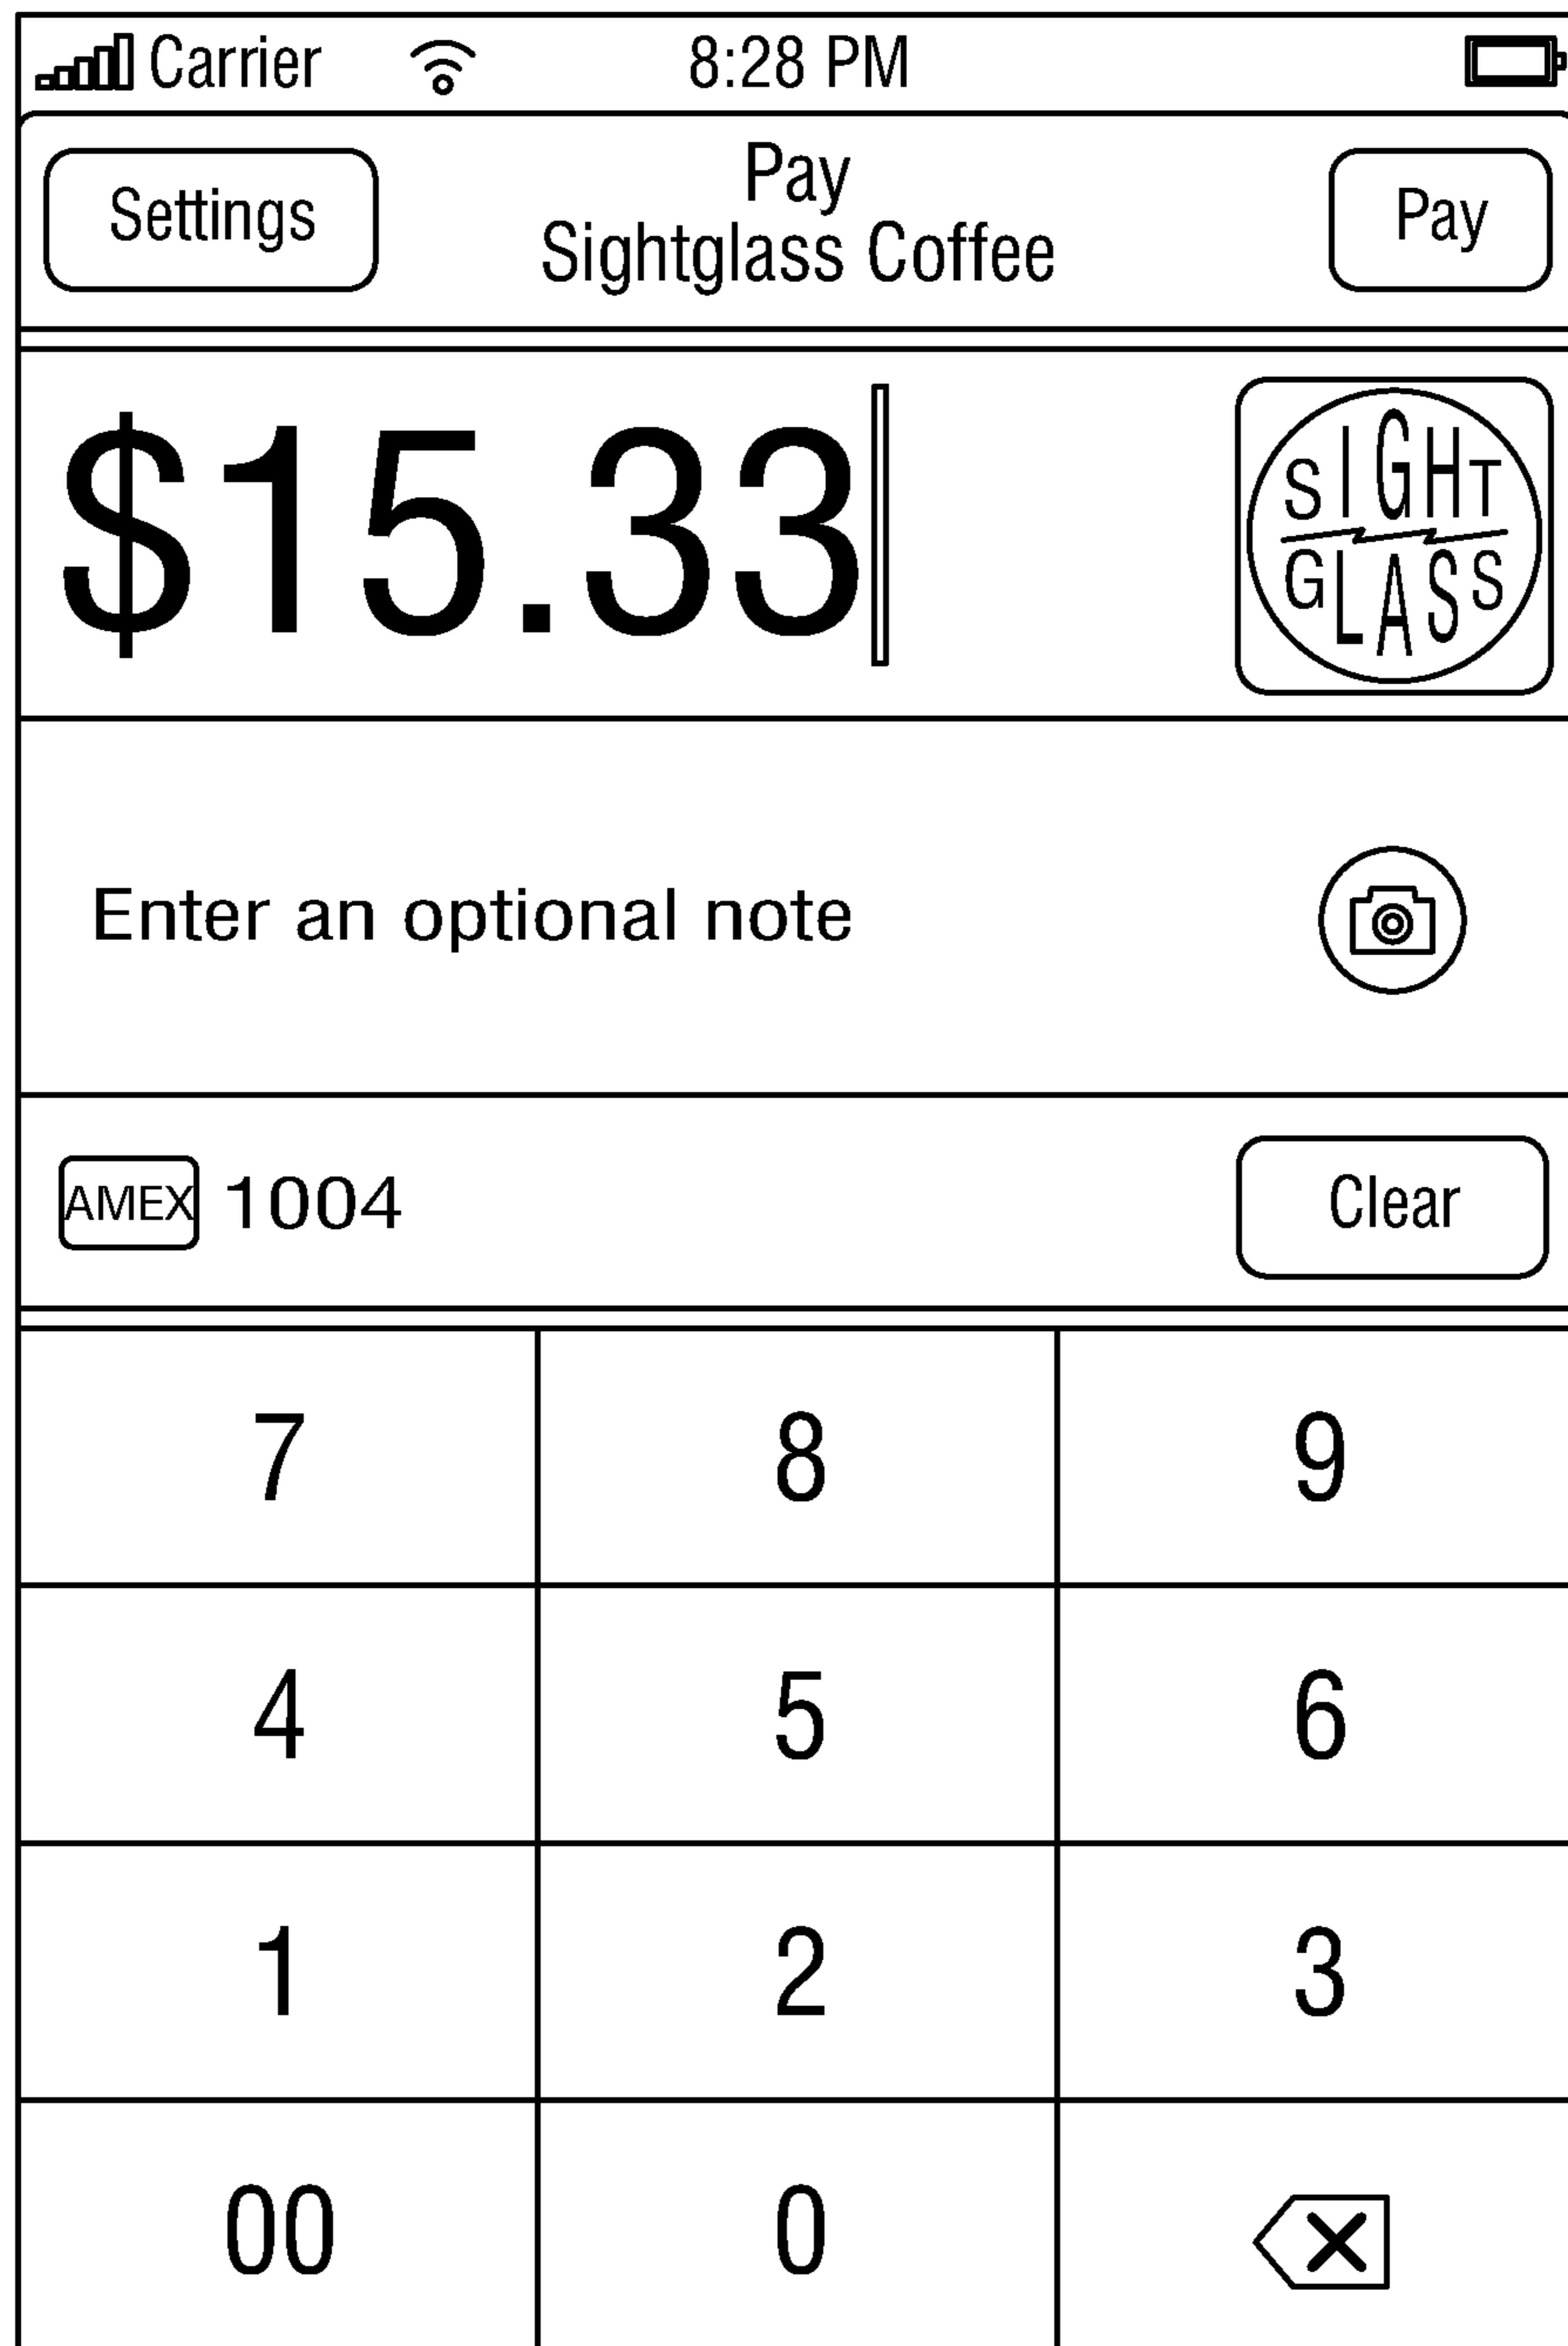 Carrier 8:28 PM
Settings
Pay
Sightglass Coffee
Pay
$15.33
SIGHT
GLASS
Enter an optional note
AMEX 1004
Clear
7 8 9
4 5 6
1 2 3
00 0